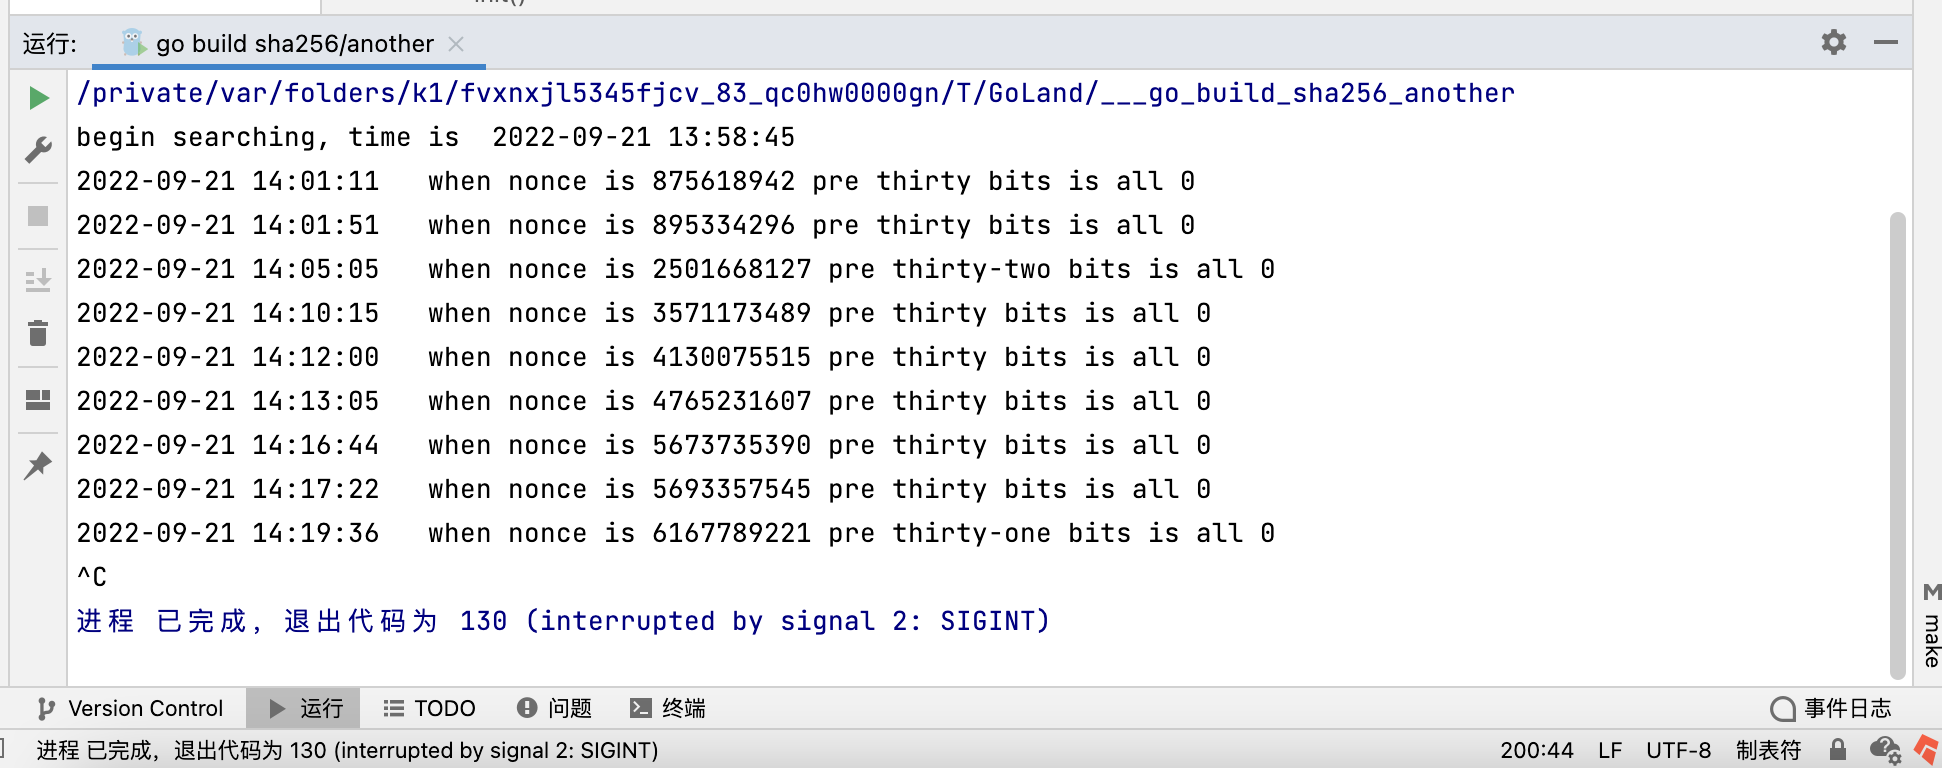 init()
运行: go build sha256/another
/private/var/folders/k1/fvxnxjl5345fjcv_83_qc0hw0000gn/T/GoLand/___go_build_sha256_another
begin searching, time is  2022-09-21 13:58:45
2022-09-21 14:01:11   when nonce is 875618942 pre thirty bits is all 0
2022-09-21 14:01:51   when nonce is 895334296 pre thirty bits is all 0
2022-09-21 14:05:05   when nonce is 2501668127 pre thirty-two bits is all 0
2022-09-21 14:10:15   when nonce is 3571173489 pre thirty bits is all 0
2022-09-21 14:12:00   when nonce is 4130075515 pre thirty bits is all 0
2022-09-21 14:13:05   when nonce is 4765231607 pre thirty bits is all 0
2022-09-21 14:16:44   when nonce is 5673735390 pre thirty bits is all 0
2022-09-21 14:17:22   when nonce is 5693357545 pre thirty bits is all 0
2022-09-21 14:19:36   when nonce is 6167789221 pre thirty-one bits is all 0
^C
进程 已完成，退出代码为 130 (interrupted by signal 2: SIGINT)
M make
Version Control 运行 TODO 问题 终端 事件日志
进程 已完成，退出代码为 130 (interrupted by signal 2: SIGINT) 200:44 LF UTF-8 制表符